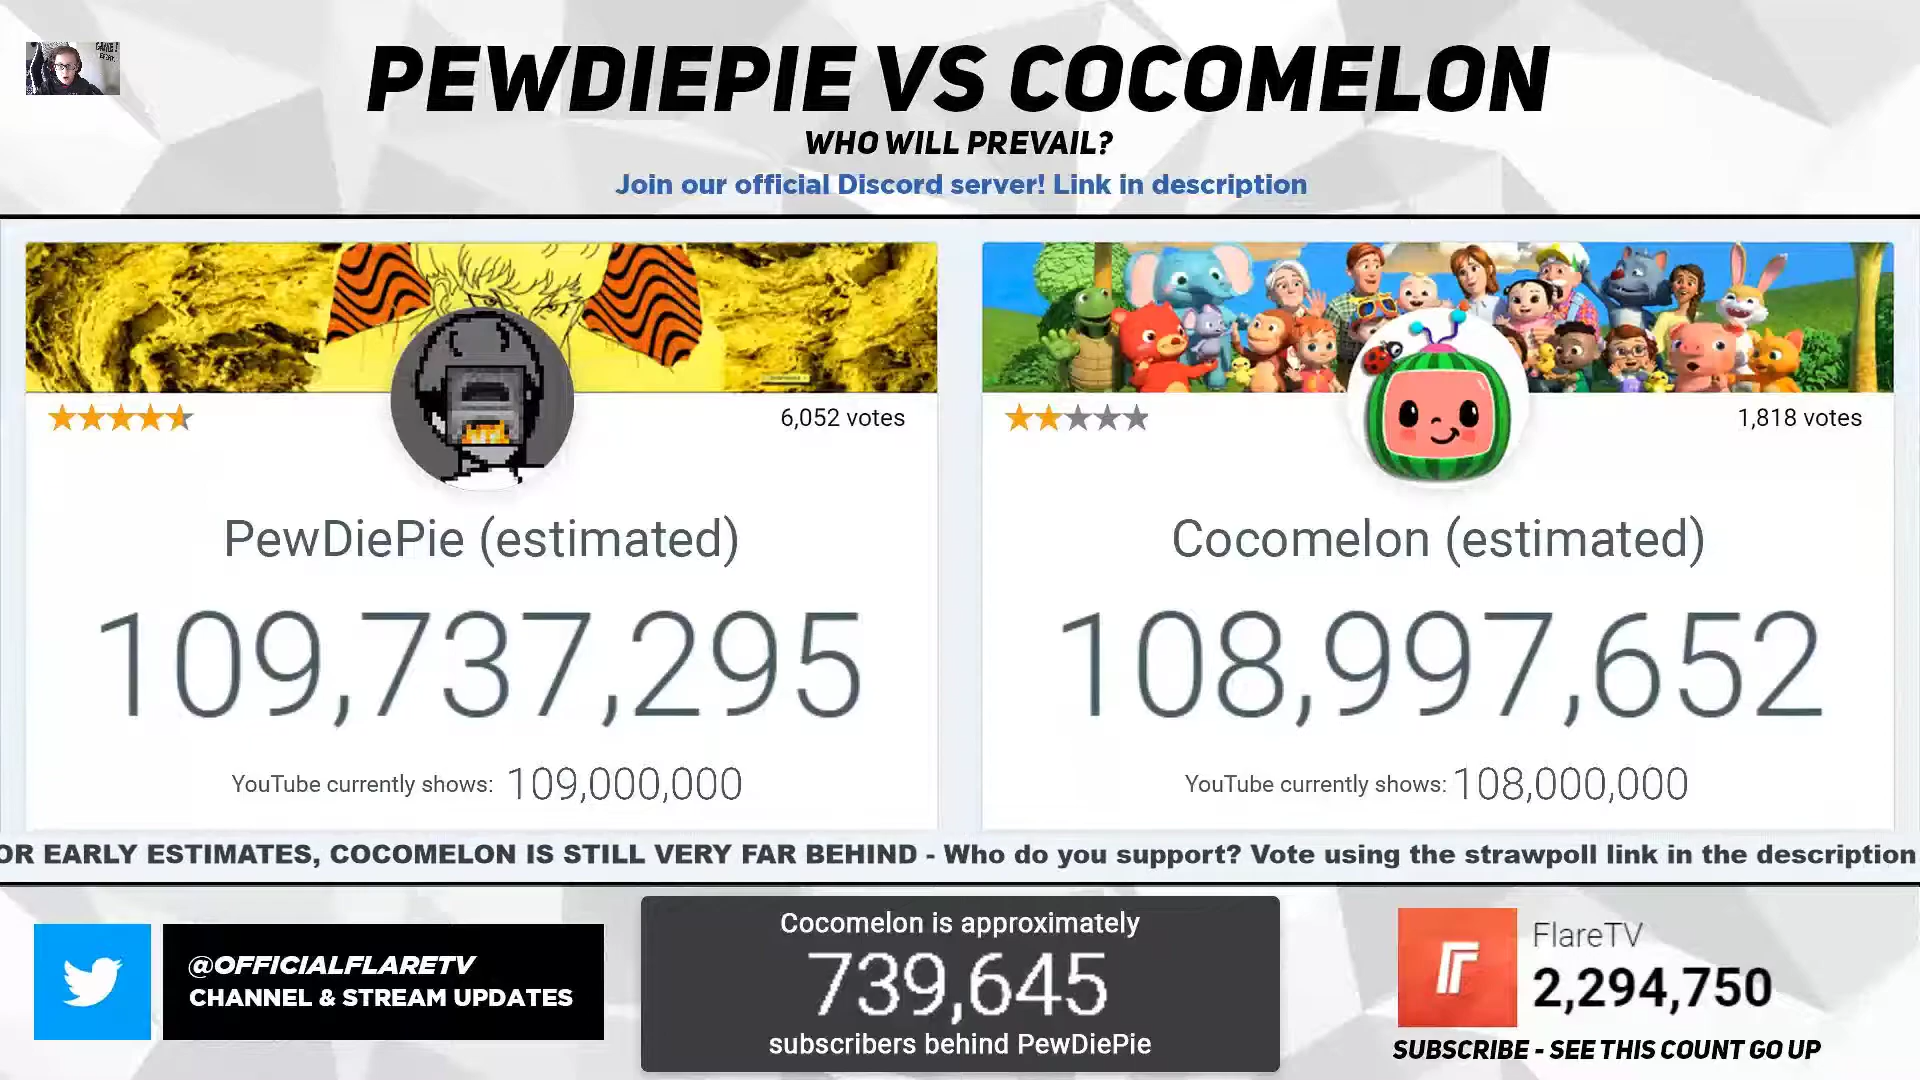 PEWDIEPIE VS COCOMELON
WHO WILL PREVAIL?
Join our official Discord server! Link in description
6,052 votes
PewDiePie (estimated)
109,737,295
YouTube currently shows: 109,000,000
1,818 votes
Cocomelon (estimated)
108,997,652
YouTube currently shows: 108,000,000
OR EARLY ESTIMATES, COCOMELON IS STILL VERY FAR BEHIND - Who do you support? Vote using the strawpoll link in the description
@OFFICIALFLARETV
CHANNEL & STREAM UPDATES
Cocomelon is approximately
739,645
subscribers behind PewDiePie
FlareTV
2,294,750
SUBSCRIBE - SEE THIS COUNT GO UP